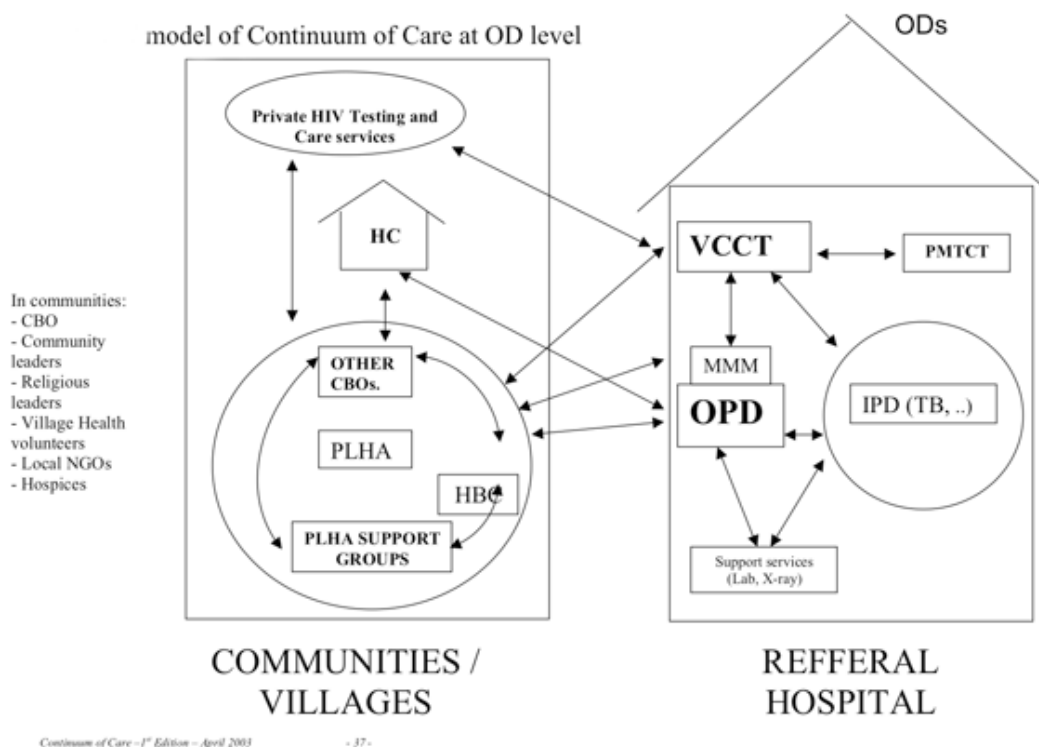 model of Continuum of Care at OD level
ODs
Private HIV Testing and
Care services
HC
In communities:
- CBO
- Community
leaders
- Religious
leaders
- Village Health
volunteers
- Local NGOs
- Hospices
OTHER
CBOs.
PLHA
HBC
PLHA SUPPORT
GROUPS
VCCT
PMTCT
MMM
OPD
IPD (TB, ..)
Support services
(Lab, X-ray)
COMMUNITIES /
VILLAGES
REFFERAL
HOSPITAL
Continuum of Care –1st Edition – April 2003
- 37 -